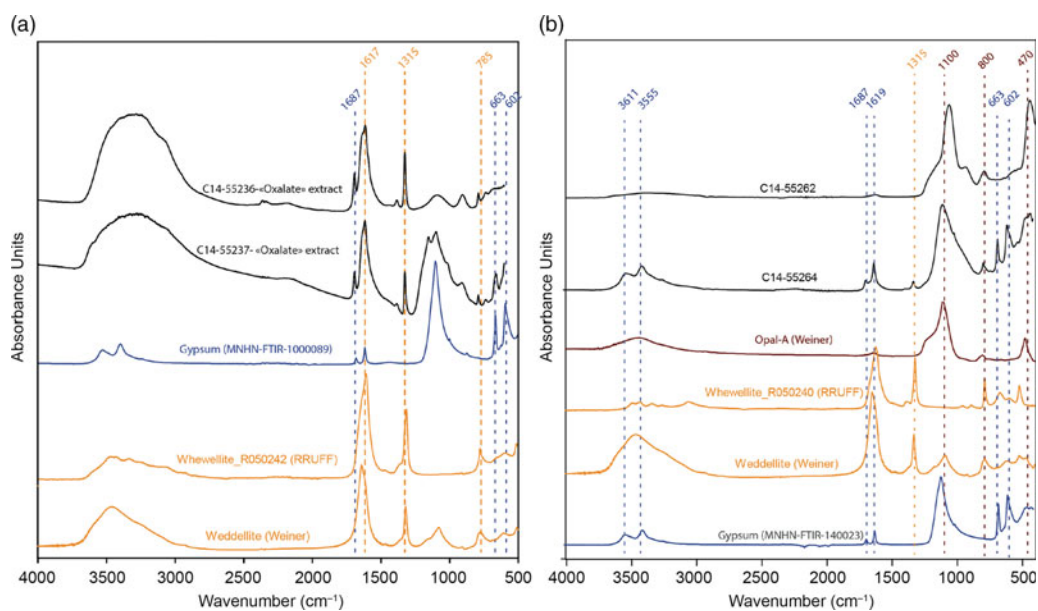 (a)
1687
1617
1315
785
663
602
C14-55236-«Oxalate» extract
C14-55237- «Oxalate» extract
Gypsum (MNHN-FTIR-1000089)
Whewellite_R050242 (RRUFF)
Weddellite (Weiner)
Absorbance Units
4000 3500 3000 2500 2000 1500 1000 500
Wavenumber (cm⁻¹)
(b)
3611
3555
1687
1619
1315
1100
800
663
602
470
C14-55262
C14-55264
Opal-A (Weiner)
Whewellite_R050240 (RRUFF)
Weddellite (Weiner)
Gypsum (MNHN-FTIR-140023)
Absorbance Units
4000 3500 3000 2500 2000 1500 1000 500
Wavenumber (cm⁻¹)